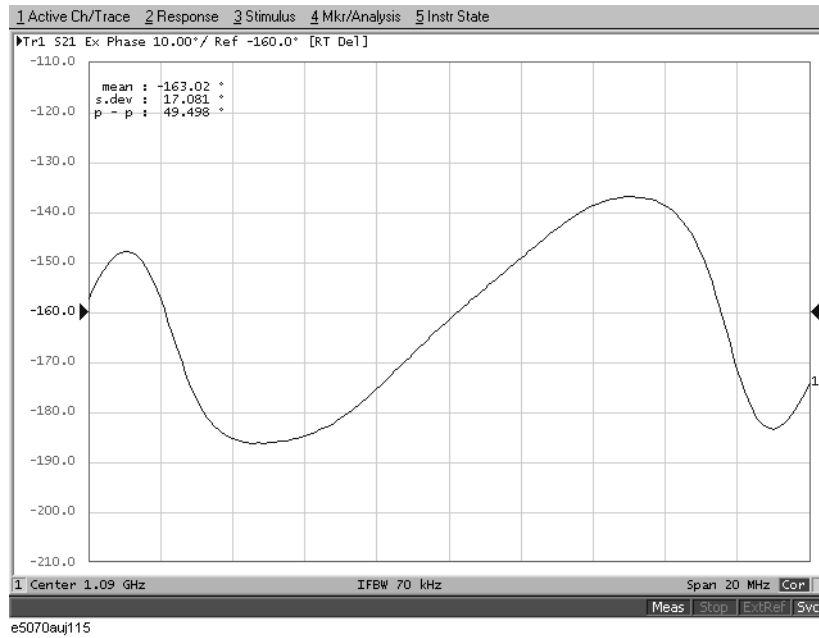 1 Active Ch/Trace 2 Response 3 Stimulus 4 Mkr/Analysis 5 Instr State
Tr1 S21 Ex Phase 10.00°/ Ref -160.0° [RT Del]
-110.0
mean : -163.02 °
s.dev : 17.081 °
p - p : 49.498 °
-120.0
-130.0
-140.0
-150.0
-160.0
-170.0
1
-180.0
-190.0
-200.0
-210.0
1 Center 1.09 GHz IFBW 70 kHz Span 20 MHz Cor
Meas Stop ExtRef Svc
e5070auj115